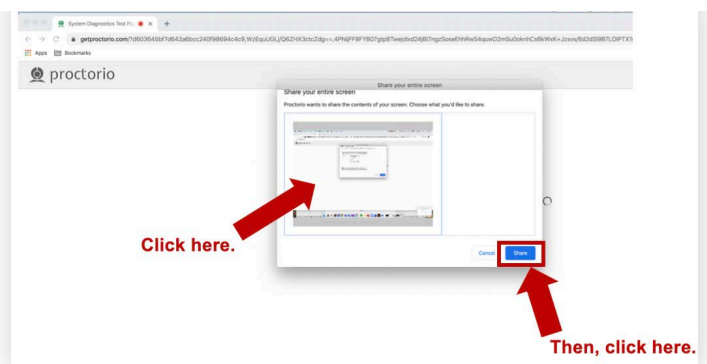 System Diagnostics Test Pa
getproctorio.com/
Apps Bookmarks
proctorio
Share your entire screen
Share your entire screen
Proctorio wants to share the contents of your screen. Choose what you'd like to share.
Click here.
Cancel Share
Then, click here.